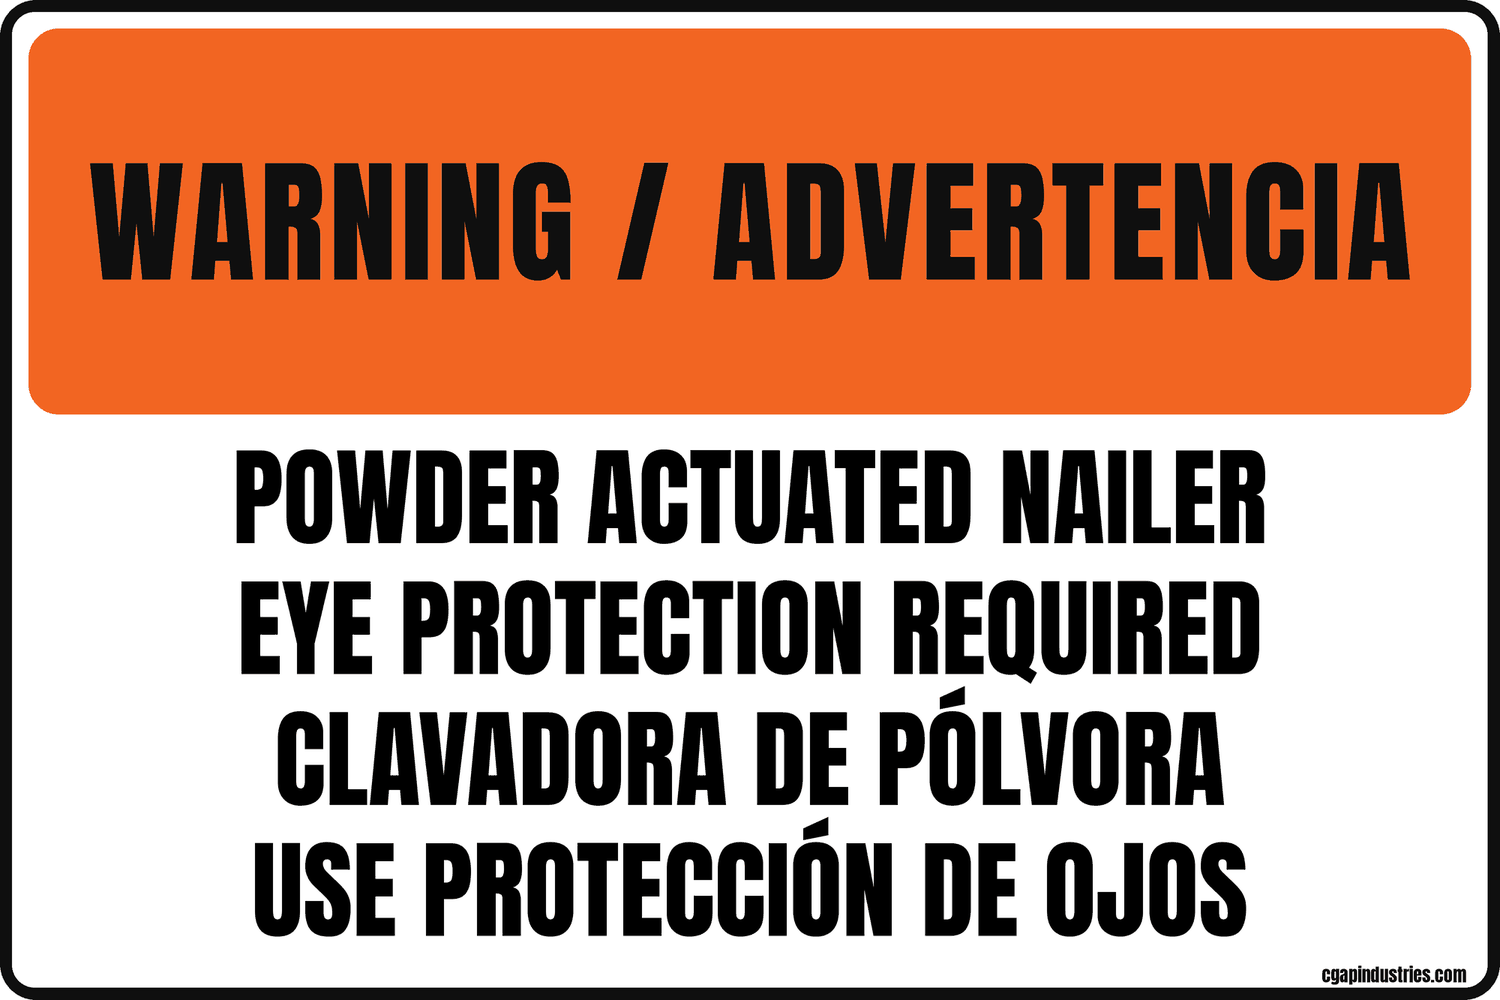 WARNING / ADVERTENCIA
POWDER ACTUATED NAILER
EYE PROTECTION REQUIRED
CLAVADORA DE PÓLVORA
USE PROTECCIÓN DE OJOS
cgapindustries.com